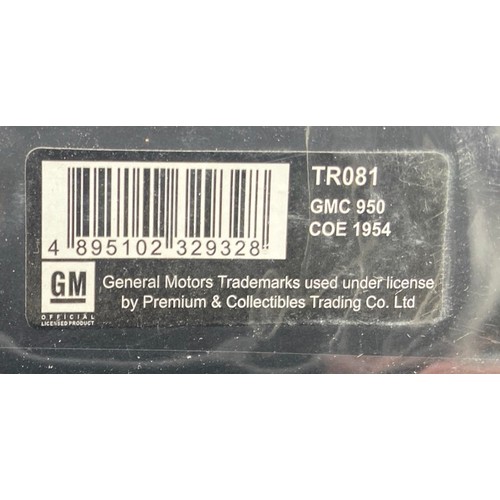 TR081
GMC 950
COE 1954
4 895102 329328
GM
OFFICIAL
LICENSED PRODUCT
General Motors Trademarks used under license
by Premium & Collectibles Trading Co. Ltd